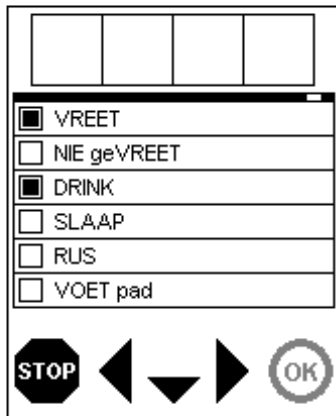 VREET
NIE geVREET
DRINK
SLAAP
RUS
VOET pad
STOP OK